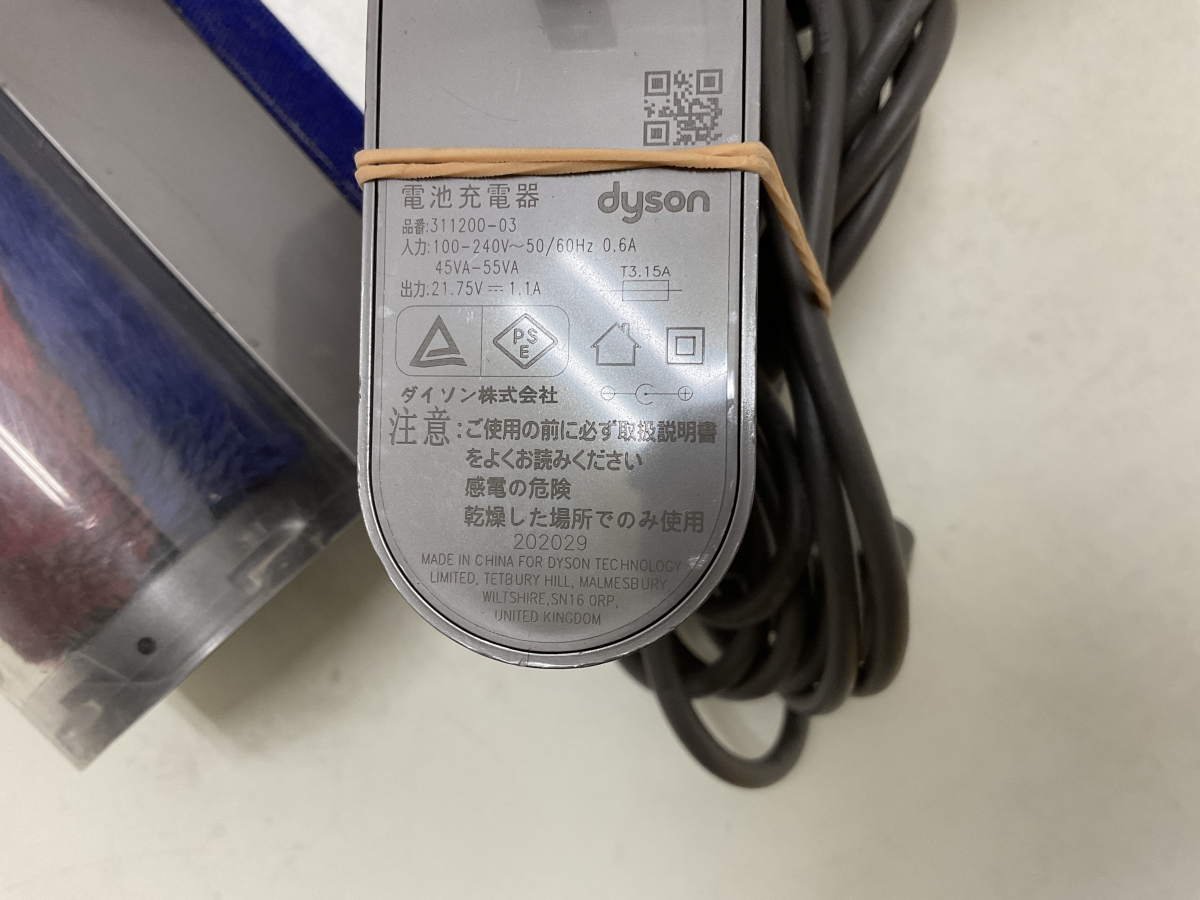 電池充電器 dyson
品番:311200-03
入力:100-240V～50/60Hz 0.6A
45VA-55VA
T3.15A
出力:21.75V⎓1.1A
PS
E
ダイソン株式会社
注意:ご使用の前に必ず取扱説明書
をよくお読みください
感電の危険
乾燥した場所でのみ使用
202029
MADE IN CHINA FOR DYSON TECHNOLOGY
LIMITED, TETBURY HILL, MALMESBURY,
WILTSHIRE,SN16 0RP,
UNITED KINGDOM